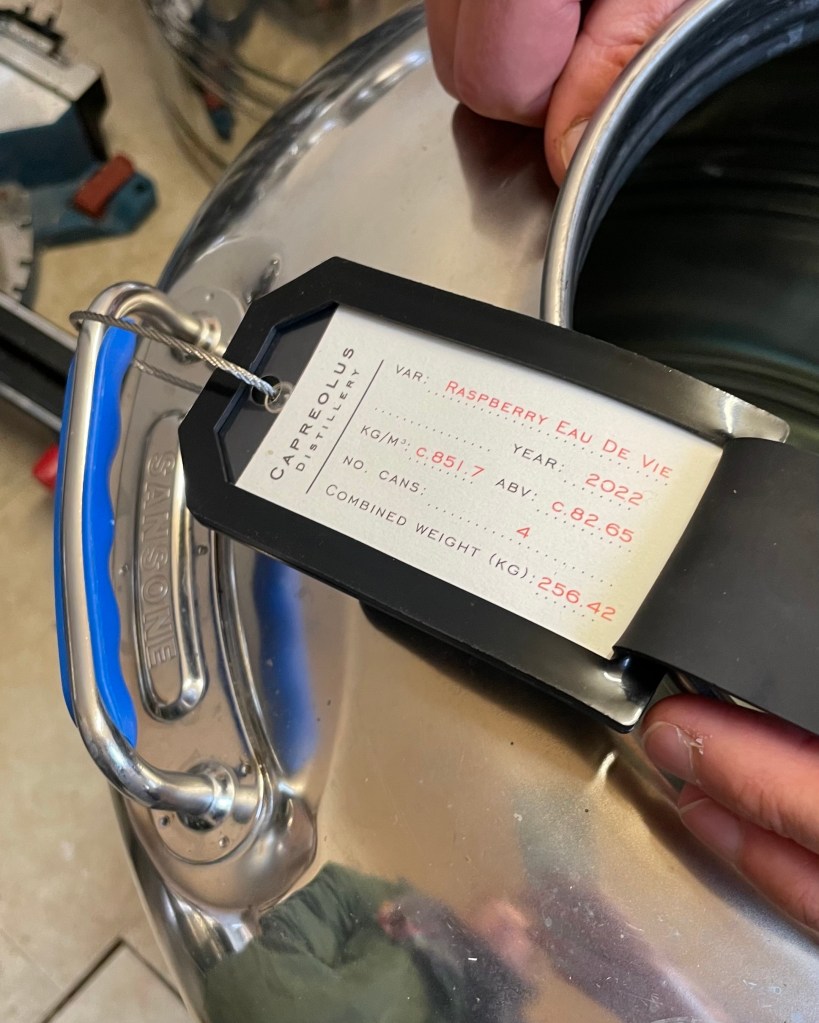 CAPREOLUS
DISTILLERY
VAR: RASPBERRY EAU DE VIE
YEAR: 2022
KG/M³: C.851.7 ABV: C.82.65
NO. CANS: 4
COMBINED WEIGHT (KG): 256.42
SANSONE